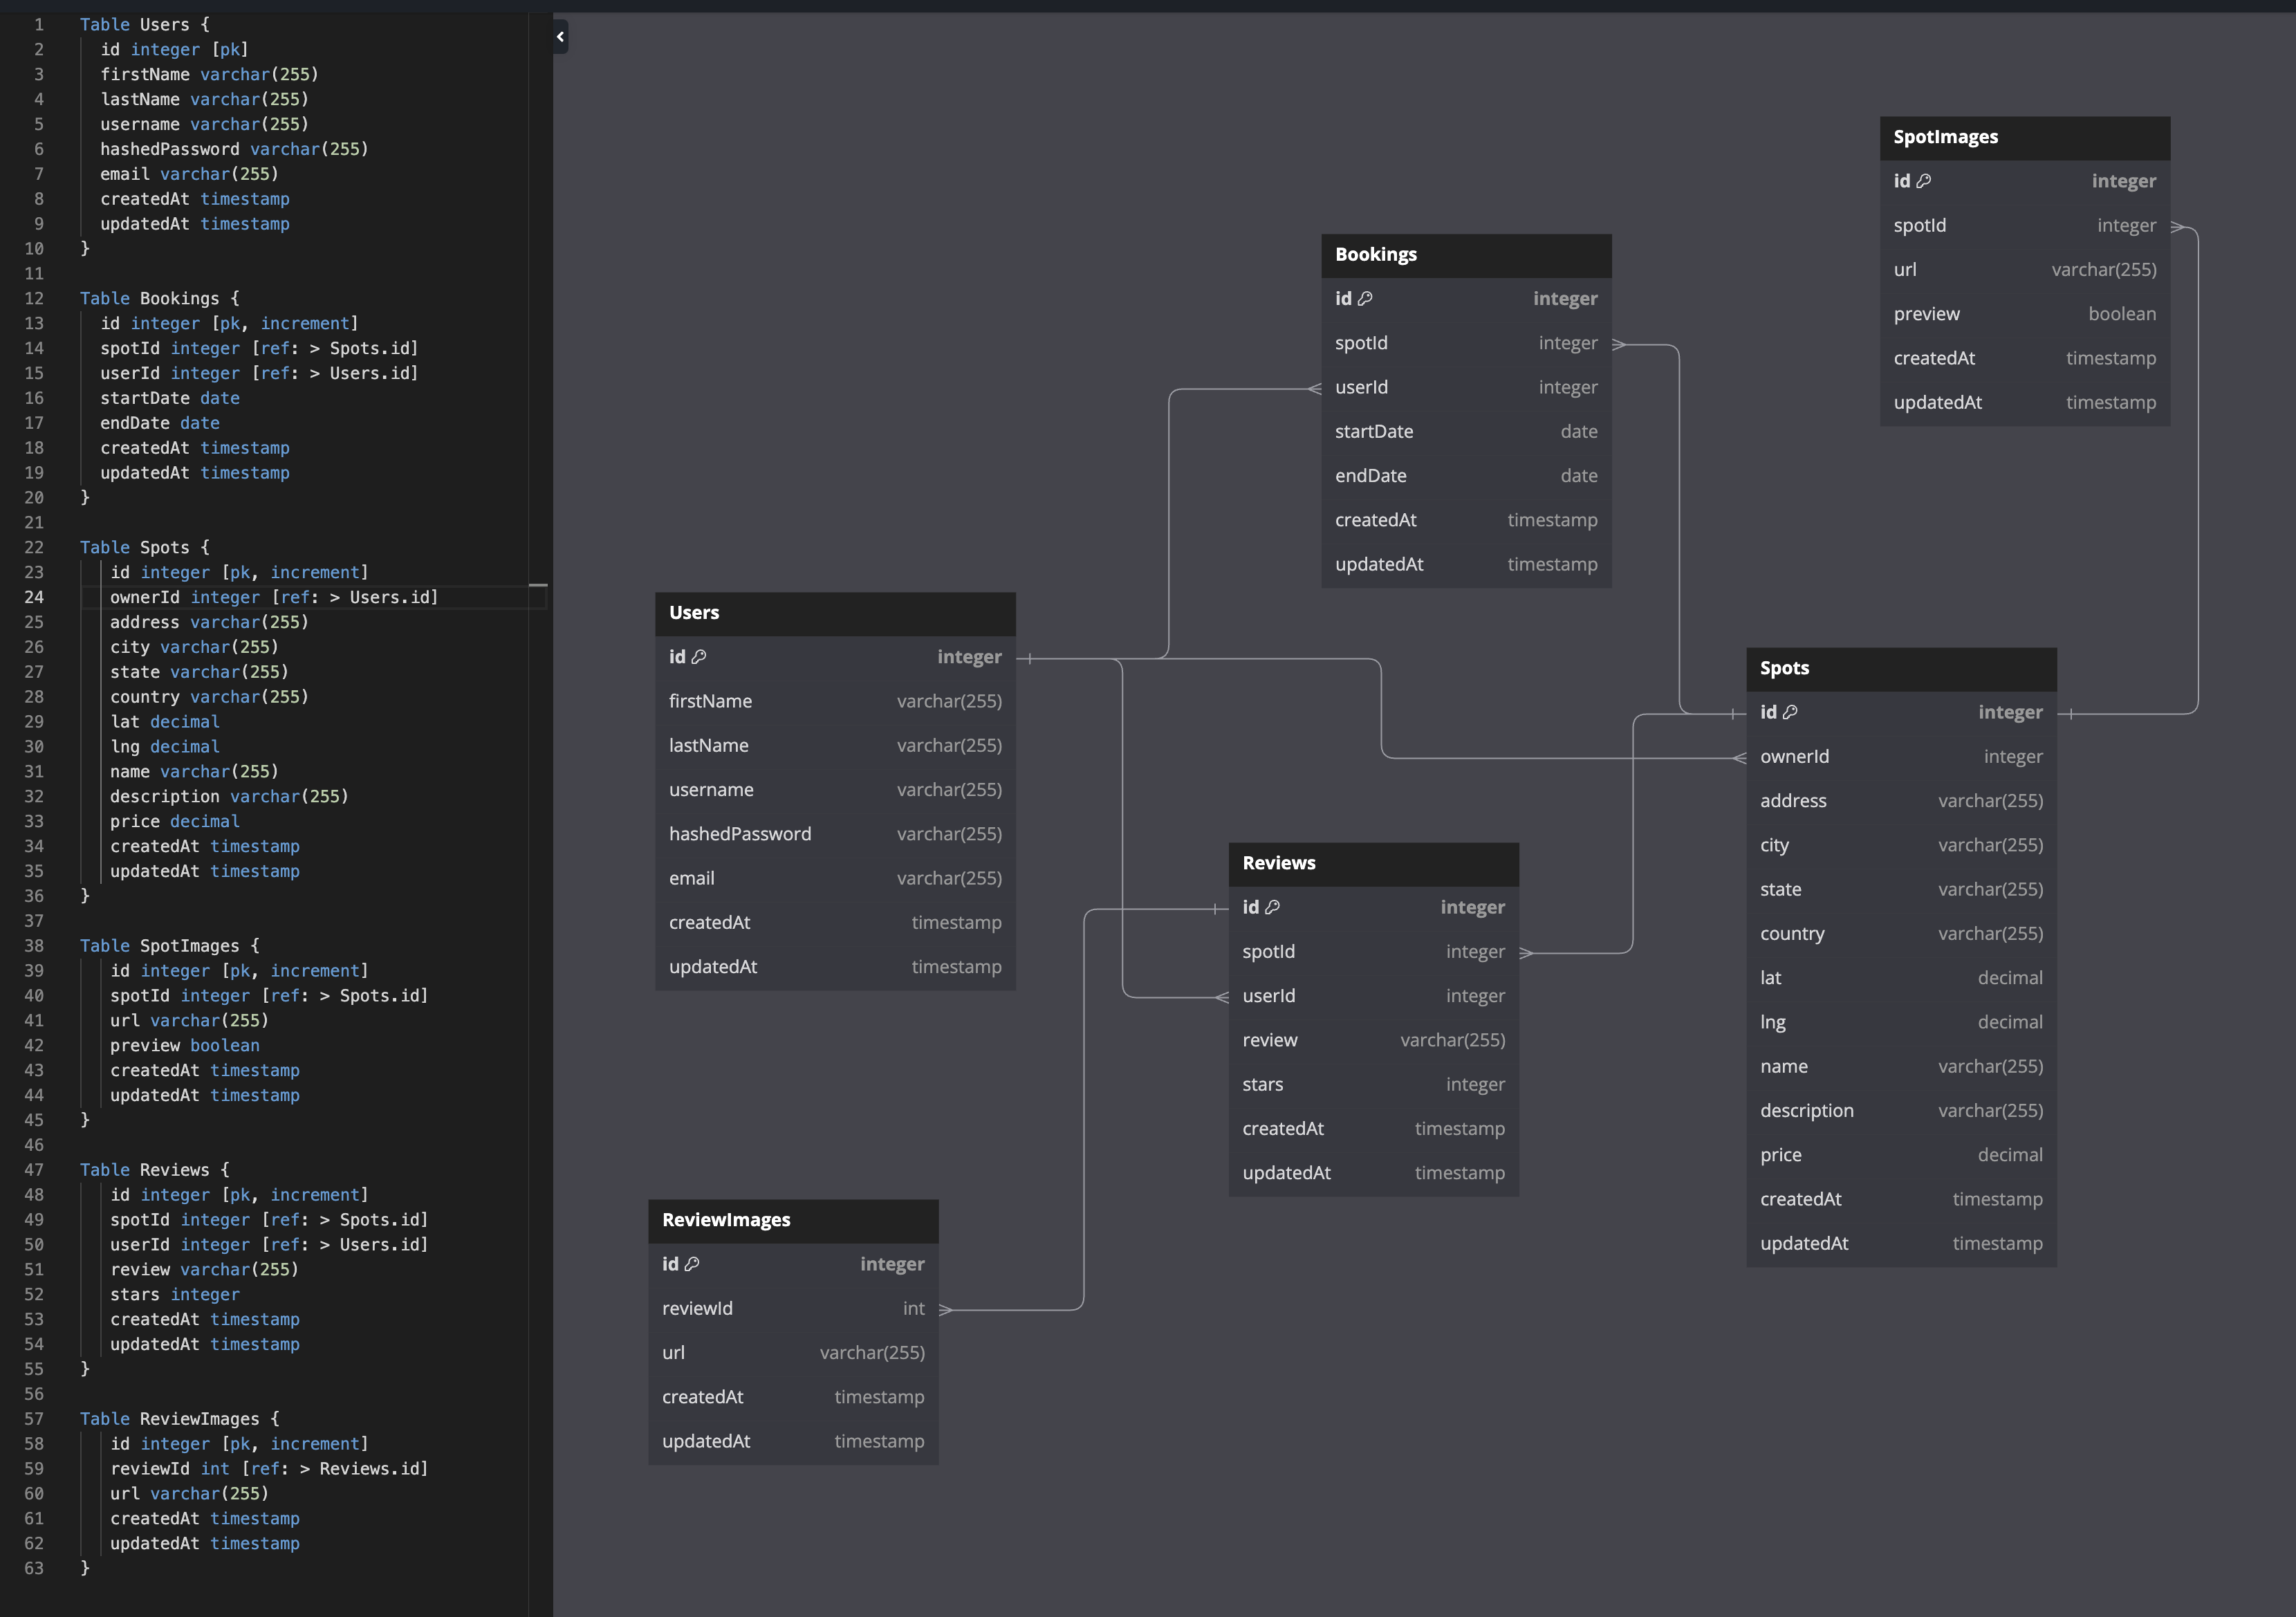 1 Table Users {
2 id integer [pk]
3 firstName varchar(255)
4 lastName varchar(255)
5 username varchar(255)
6 hashedPassword varchar(255)
7 email varchar(255)
8 createdAt timestamp
9 updatedAt timestamp
10 }
11
12 Table Bookings {
13 id integer [pk, increment]
14 spotId integer [ref: > Spots.id]
15 userId integer [ref: > Users.id]
16 startDate date
17 endDate date
18 createdAt timestamp
19 updatedAt timestamp
20 }
21
22 Table Spots {
23 id integer [pk, increment]
24 ownerId integer [ref: > Users.id]
25 address varchar(255)
26 city varchar(255)
27 state varchar(255)
28 country varchar(255)
29 lat decimal
30 lng decimal
31 name varchar(255)
32 description varchar(255)
33 price decimal
34 createdAt timestamp
35 updatedAt timestamp
36 }
37
38 Table SpotImages {
39 id integer [pk, increment]
40 spotId integer [ref: > Spots.id]
41 url varchar(255)
42 preview boolean
43 createdAt timestamp
44 updatedAt timestamp
45 }
46
47 Table Reviews {
48 id integer [pk, increment]
49 spotId integer [ref: > Spots.id]
50 userId integer [ref: > Users.id]
51 review varchar(255)
52 stars integer
53 createdAt timestamp
54 updatedAt timestamp
55 }
56
57 Table ReviewImages {
58 id integer [pk, increment]
59 reviewId int [ref: > Reviews.id]
60 url varchar(255)
61 createdAt timestamp
62 updatedAt timestamp
63 }
Users
id integer
firstName varchar(255)
lastName varchar(255)
username varchar(255)
hashedPassword varchar(255)
email varchar(255)
createdAt timestamp
updatedAt timestamp
ReviewImages
id integer
reviewId int
url varchar(255)
createdAt timestamp
updatedAt timestamp
Bookings
id integer
spotId integer
userId integer
startDate date
endDate date
createdAt timestamp
updatedAt timestamp
Reviews
id integer
spotId integer
userId integer
review varchar(255)
stars integer
createdAt timestamp
updatedAt timestamp
SpotImages
id integer
spotId integer
url varchar(255)
preview boolean
createdAt timestamp
updatedAt timestamp
Spots
id integer
ownerId integer
address varchar(255)
city varchar(255)
state varchar(255)
country varchar(255)
lat decimal
lng decimal
name varchar(255)
description varchar(255)
price decimal
createdAt timestamp
updatedAt timestamp